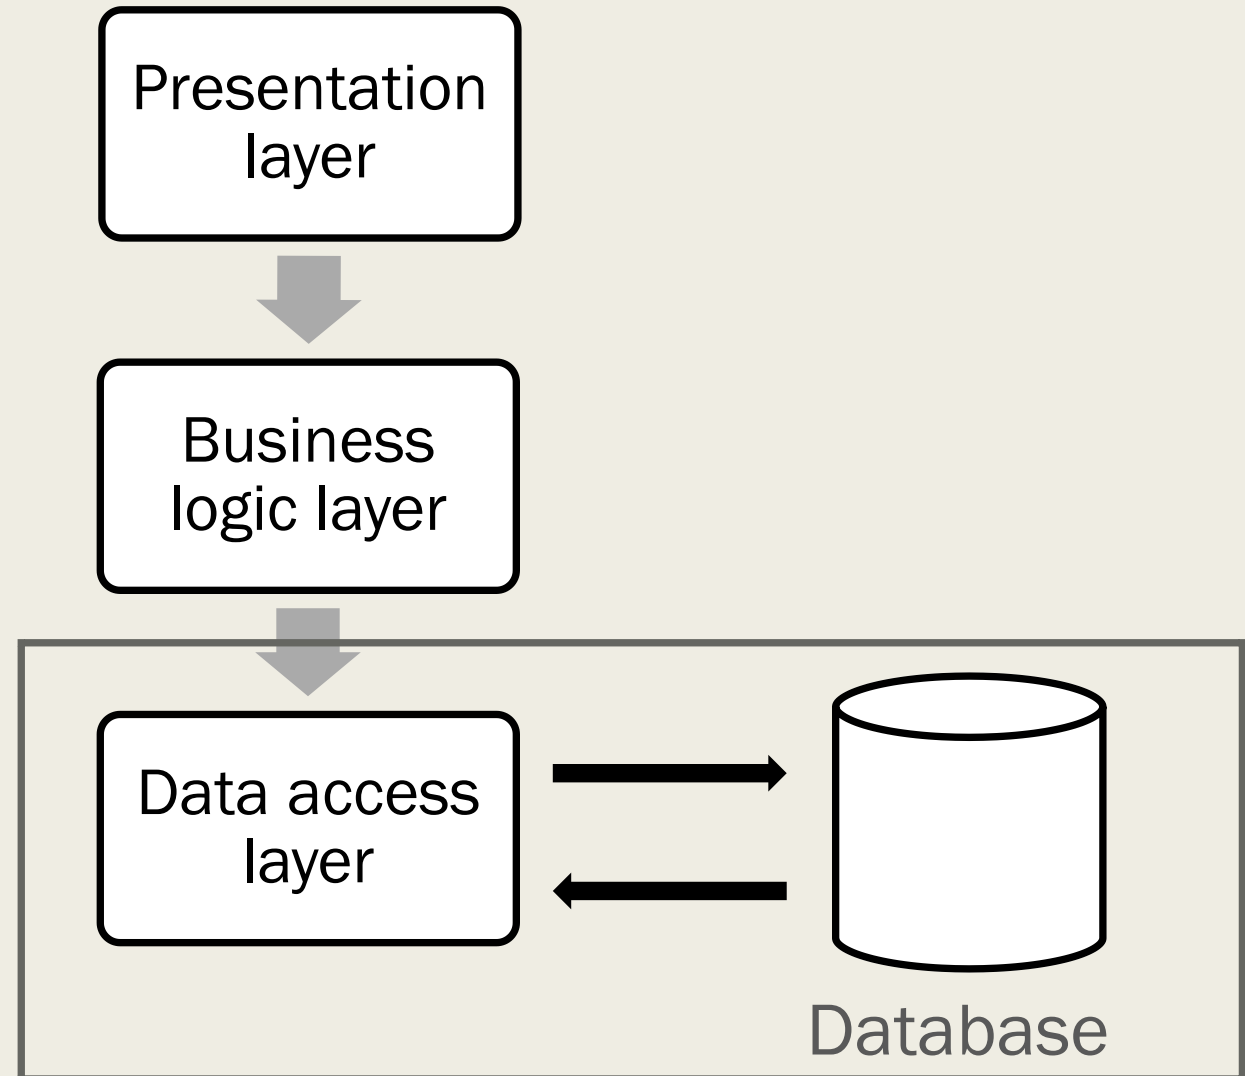 Presentation
layer
Business
logic layer
Data access
layer
Database